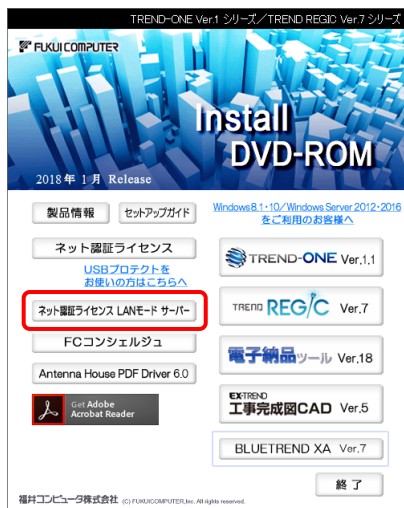 TREND-ONE Ver.1 シリーズ／TREND REGIC Ver.7 シリーズ
FUKUI COMPUTER
Install
DVD-ROM
2018年 1月 Release
製品情報
セットアップガイド
Windows8.1・10／Windows Server 2012・2016
をご利用のお客様へ
ネット認証ライセンス
USBプロテクトを
お使いの方はこちらへ
ネット認証ライセンス LANモード サーバー
FCコンシェルジュ
Antenna House PDF Driver 6.0
Get Adobe
Acrobat Reader
TREND-ONE Ver.1.1
TREND REGIC Ver.7
電子納品ツール Ver.18
EX-TREND
工事完成図CAD Ver.5
BLUETREND XA Ver.7
終了
福井コンピュータ株式会社 (C) FUKUICOMPUTER,Inc. All rights reserved.